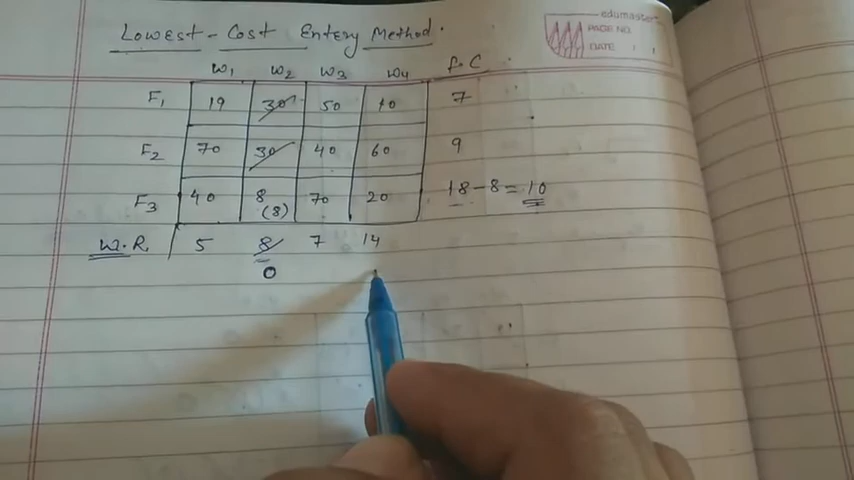 Lowest-Cost Entery Method.
edumaster
PAGE NO.
DATE / /
W1 W2 W3 W4 F.C
F1 19 30 50 10 7
F2 70 30 40 60 9
F3 40 8 (8) 70 20 18-8=10
W.R. 5 8 7 14
0